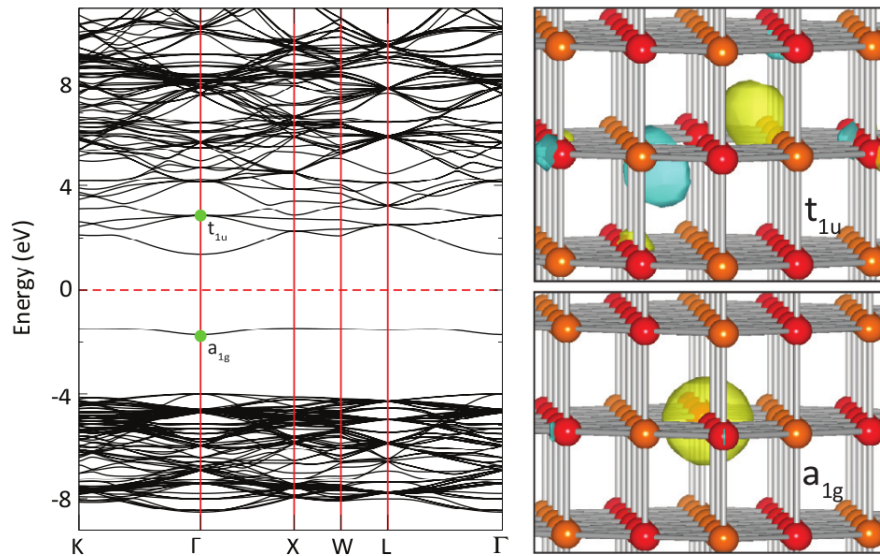 Energy (eV)
8
4
0
-4
-8
t1u
a1g
K Γ X W L Γ
t1u
a1g